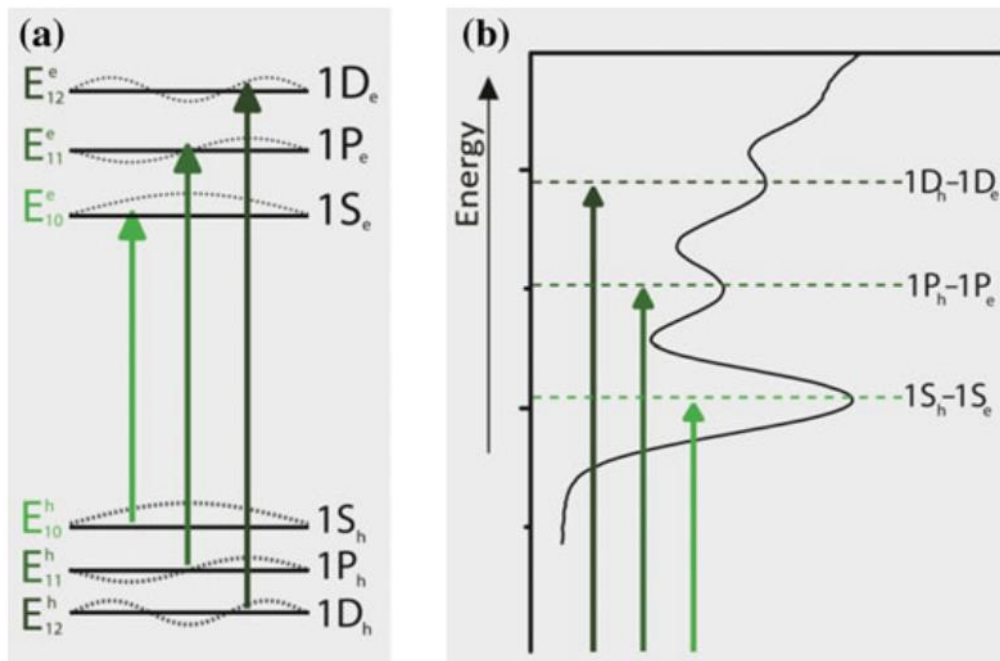 (a)
E^e_12 1D_e
E^e_11 1P_e
E^e_10 1S_e
E^h_10 1S_h
E^h_11 1P_h
E^h_12 1D_h
(b)
Energy
1D_h–1D_e
1P_h–1P_e
1S_h–1S_e